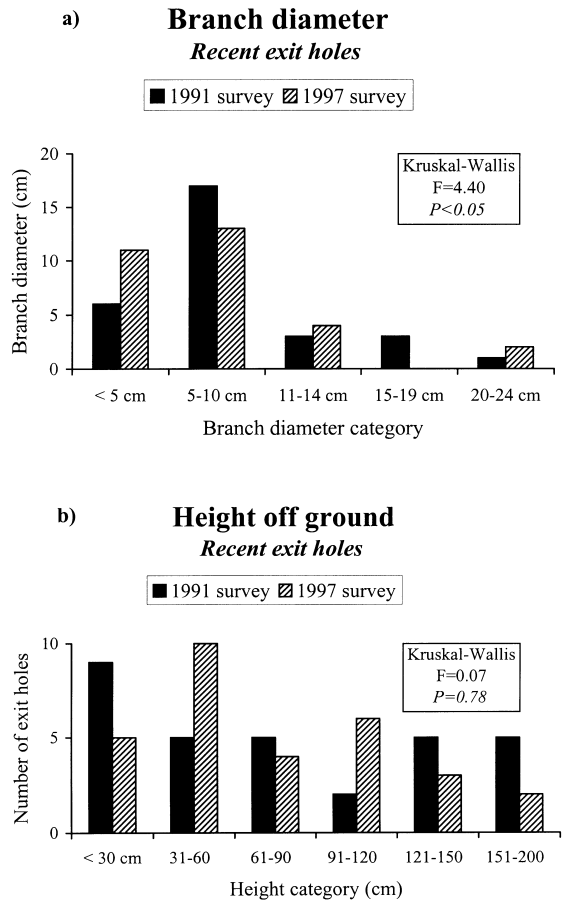 a)
Branch diameter
Recent exit holes
1991 survey 1997 survey
Branch diameter (cm)
20
15
10
5
0
Kruskal-Wallis
F=4.40
P<0.05
< 5 cm 5-10 cm 11-14 cm 15-19 cm 20-24 cm
Branch diameter category
b)
Height off ground
Recent exit holes
1991 survey 1997 survey
Number of exit holes
10
5
0
Kruskal-Wallis
F=0.07
P=0.78
< 30 cm 31-60 61-90 91-120 121-150 151-200
Height category (cm)